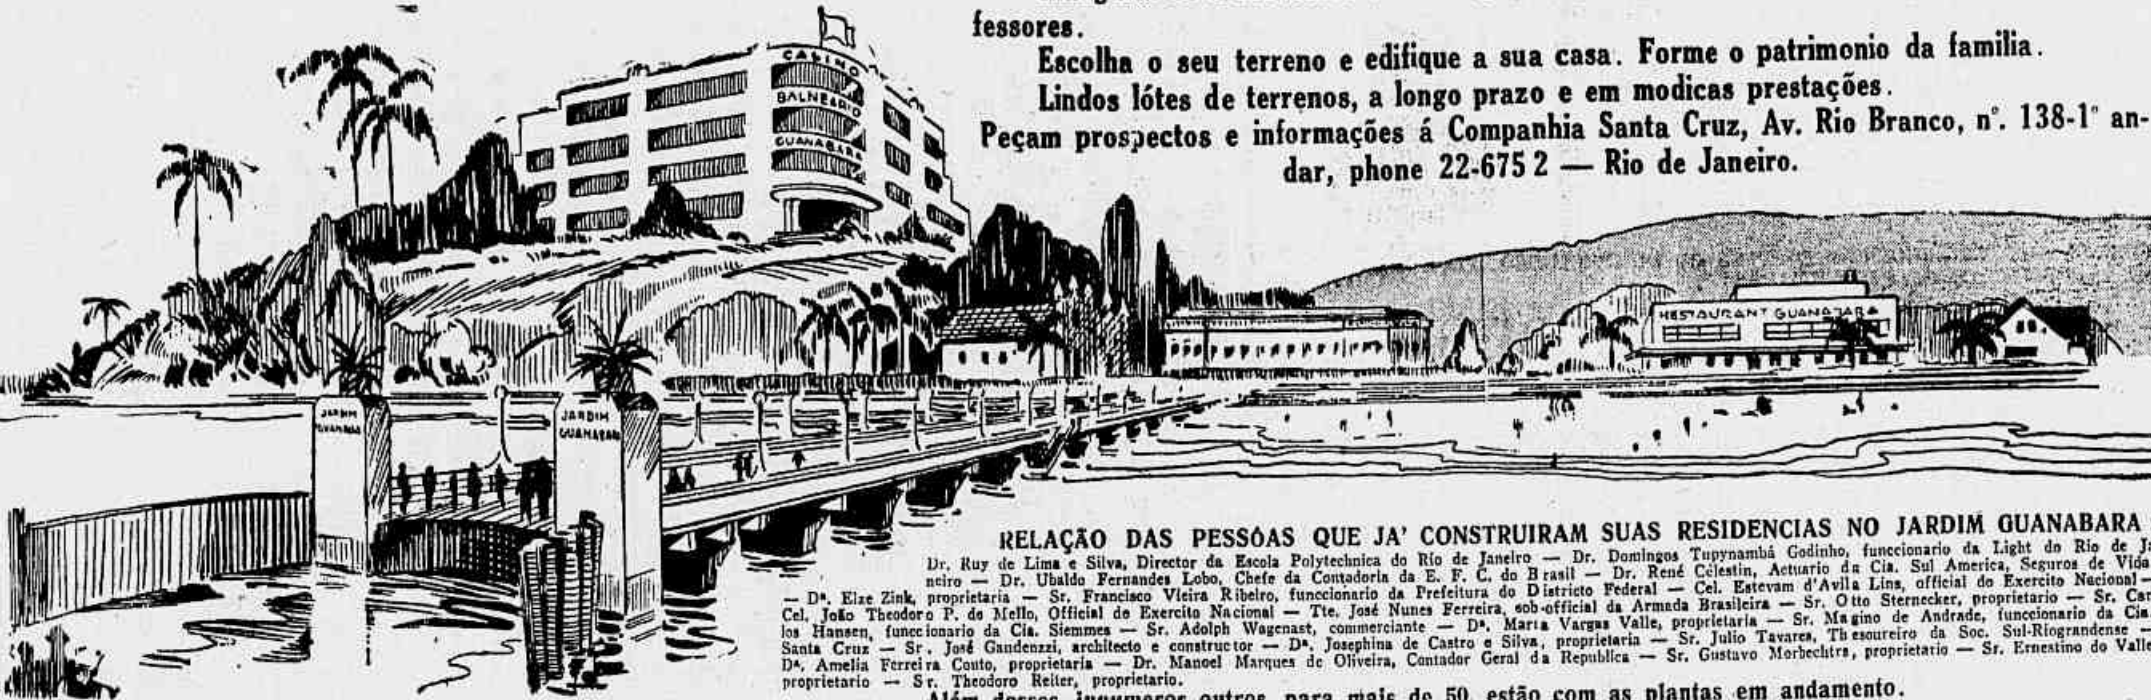 fessores.
Escolha o seu terreno e edifique a sua casa. Forme o patrimonio da familia.
Lindos lótes de terrenos, a longo prazo e em modicas prestações.
Peçam prospectos e informações á Companhia Santa Cruz, Av. Rio Branco, nº. 138-1º an-
dar, phone 22-675 2 — Rio de Janeiro.
CASINO
BALNEARIO
GUANABARA
RESTAURANT GUANABARA
JARDIM
GUANABARA
JARDIM
GUANABARA
RELAÇÃO DAS PESSÔAS QUE JA' CONSTRUIRAM SUAS RESIDENCIAS NO JARDIM GUANABARA
Dr. Ruy de Lima e Silva, Director da Escola Polytechnica do Rio de Janeiro — Dr. Domingos Tupynambá Godinho, funccionario da Light do Rio de Ja-
neiro — Dr. Ubaldo Fernandes Lobo, Chefe da Contadoria da E. F. C. do Brasil — Dr. René Célestin, Actuario da Cia. Sul America, Seguros de Vida
— Dª. Elze Zink, proprietaria — Sr. Francisco Vieira Ribeiro, funccionario da Prefeitura do Districto Federal — Cel. Estevam d'Avila Lins, official do Exercito Nacional —
Cel. João Theodoro P. de Mello, Official do Exercito Nacional — Tte. José Nunes Ferreira, sob-official da Armada Brasileira — Sr. Otto Sternecker, proprietario — Sr. Car-
los Hansen, funccionario da Cia. Siemmes — Sr. Adolph Wagenast, commerciante — Dª. Maria Vargas Valle, proprietaria — Sr. Magino de Andrade, funccionario da Cia.
Santa Cruz — Sr. José Gandenzzi, architecto e constructor — Dª. Josephina de Castro e Silva, proprietaria — Sr. Julio Tavares, Thesoureiro da Soc. Sul-Riograndense —
Dª. Amelia Ferreira Couto, proprietaria — Dr. Manoel Marques de Oliveira, Contador Geral da Republica — Sr. Gustavo Morbechtrs, proprietario — Sr. Ernestino do Valle
proprietario — Sr. Theodoro Reiter, proprietario.
Além desses, innumeros outros, para mais de 50, estão com as plantas em andamento.